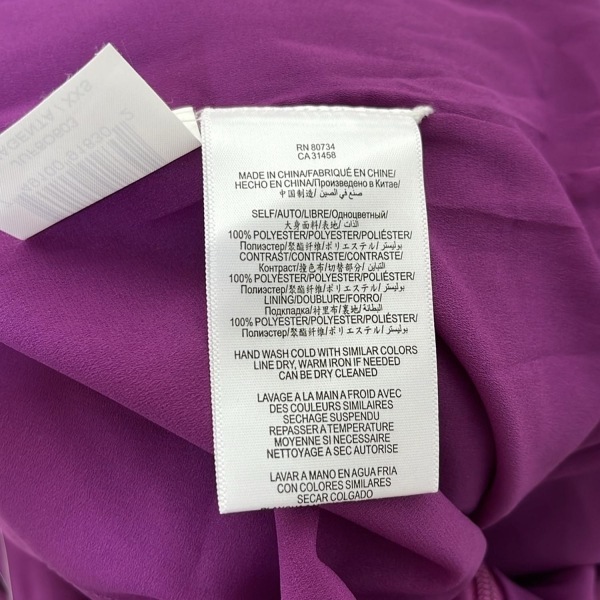 RN 80734
CA 31458
MADE IN CHINA/FABRIQUÉ EN CHINE/
HECHO EN CHINA/Произведено в Китае/
中国制造/ صنع في الصين/
SELF/AUTO/LIBRE/Одноцветный/
大身面料/表地/ الذات/
100% POLYESTER/POLYESTER/POLIÉSTER/
Полиэстер/聚酯纤维/ポリエステル/ بوليستر
CONTRAST/CONTRASTE/CONTRASTE/
Контраст/撞色布/切替部分/ التباين/
100% POLYESTER/POLYESTER/POLIÉSTER/
Полиэстер/聚酯纤维/ポリエステル/ بوليستر
LINING/DOUBLURE/FORRO/
Подкладка/衬里布/裏地/ البطانة/
100% POLYESTER/POLYESTER/POLIÉSTER/
Полиэстер/聚酯纤维/ポリエステル/ بوليستر
HAND WASH COLD WITH SIMILAR COLORS
LINE DRY, WARM IRON IF NEEDED
CAN BE DRY CLEANED
LAVAGE A LA MAIN A FROID AVEC
DES COULEURS SIMILAIRES
SECHAGE SUSPENDU
REPASSER A TEMPERATURE
MOYENNE SI NECESSAIRE
NETTOYAGE A SEC AUTORISE
LAVAR A MANO EN AGUA FRIA
CON COLORES SIMILARES
SECAR COLGADO